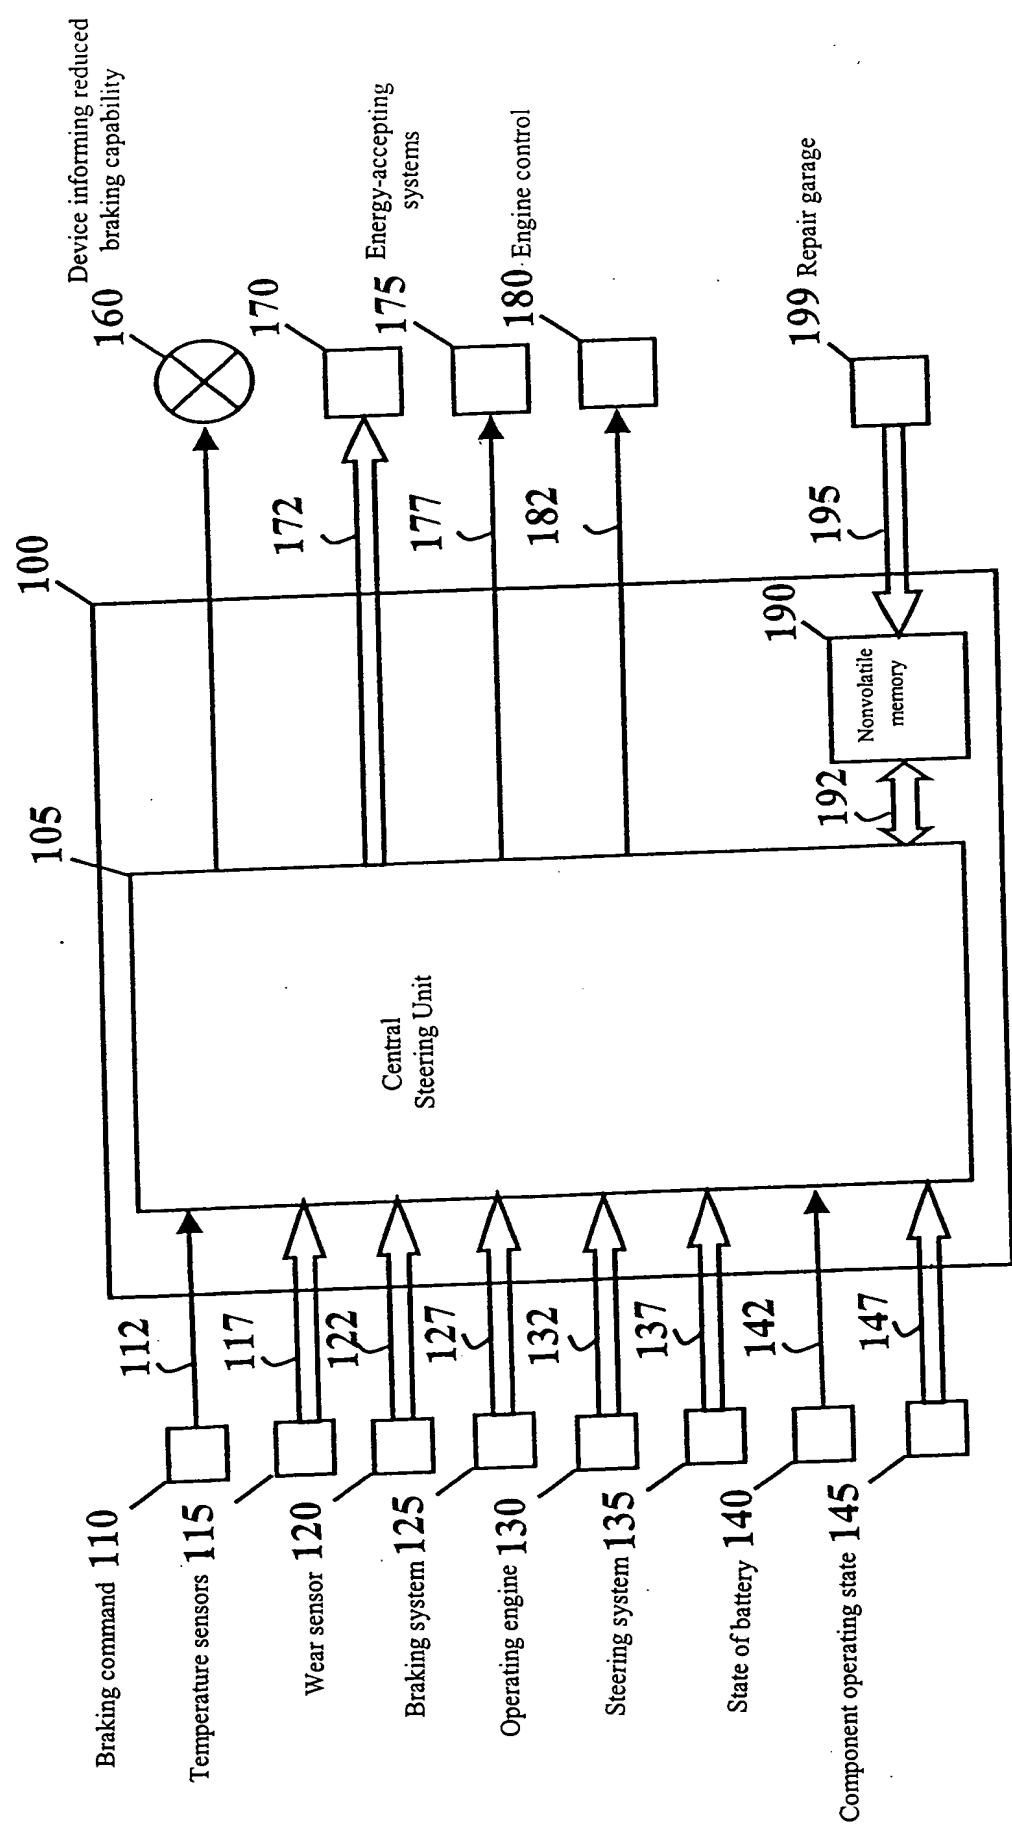 Braking command 110
112
Temperature sensors 115
117
Wear sensor 120
122
Braking system 125
127
Operating engine 130
132
Steering system 135
137
State of battery 140
142
Component operating state 145
147
Central
Steering Unit
105
100
160
Device informing reduced
braking capability
172
170
177
175
Energy-accepting
systems
182
180
Engine control
192
Nonvolatile
memory
190
195
199 Repair garage